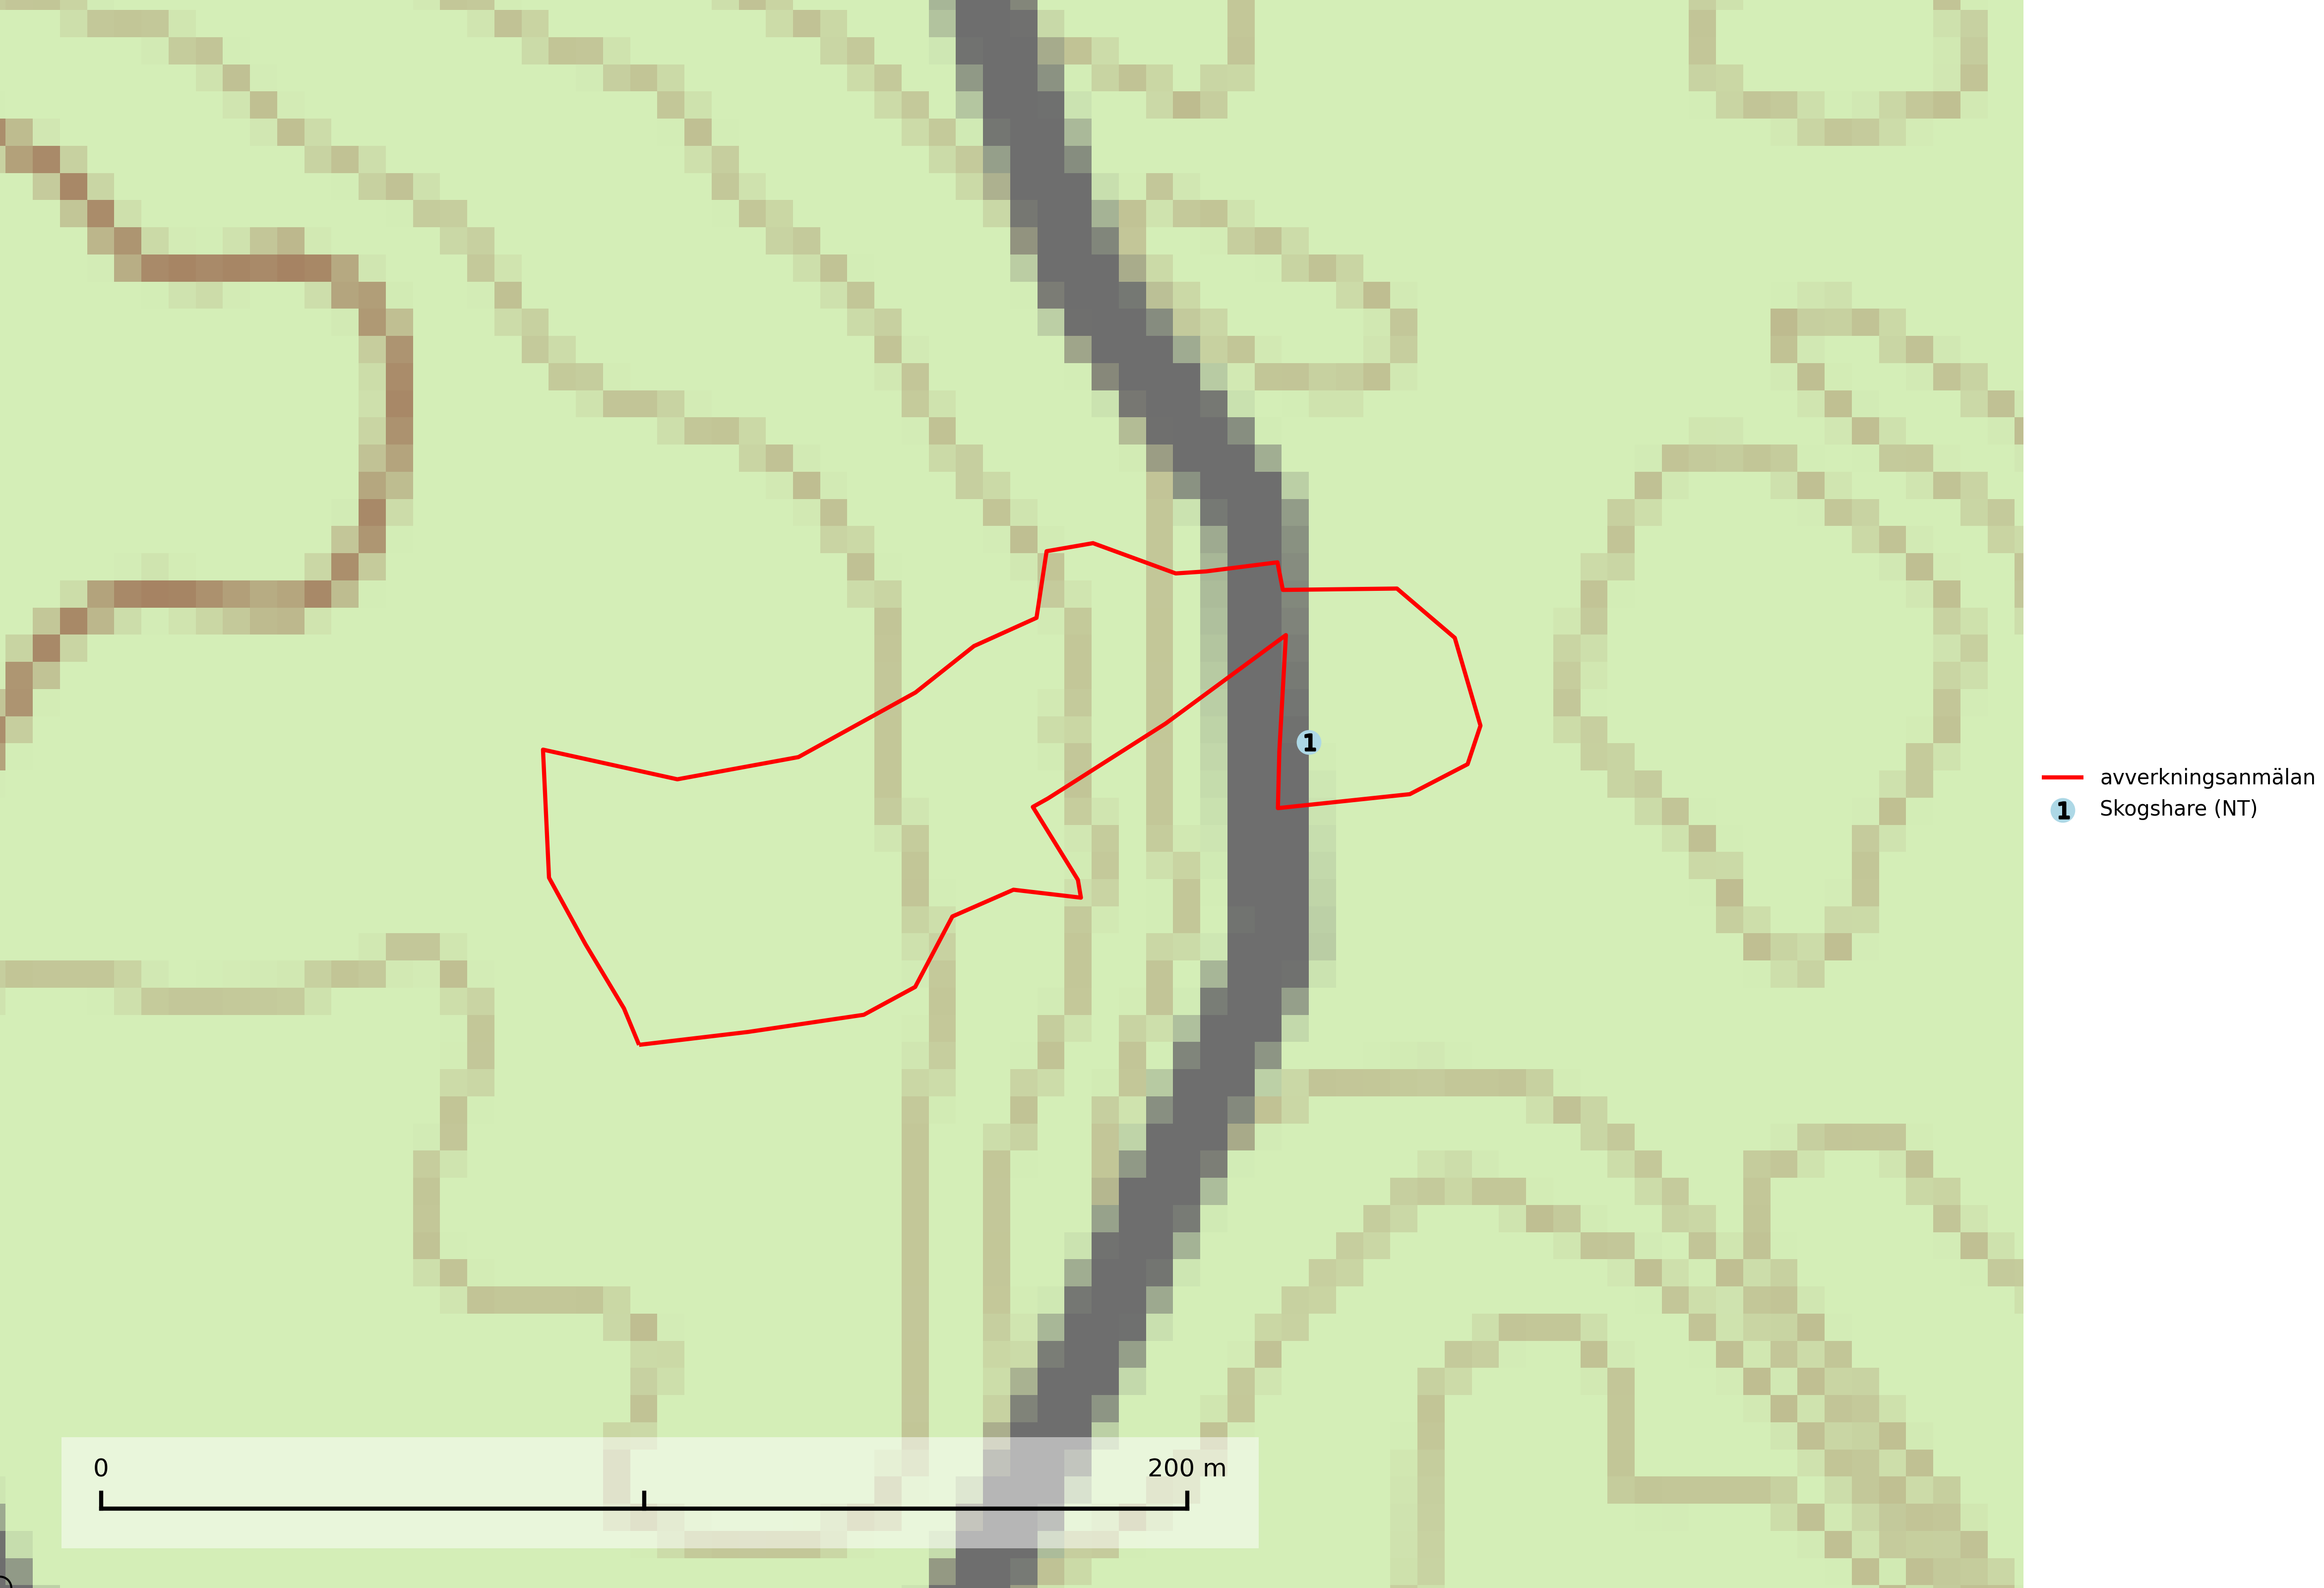 1
avverkningsanmälan
1 Skogshare (NT)
0 200 m